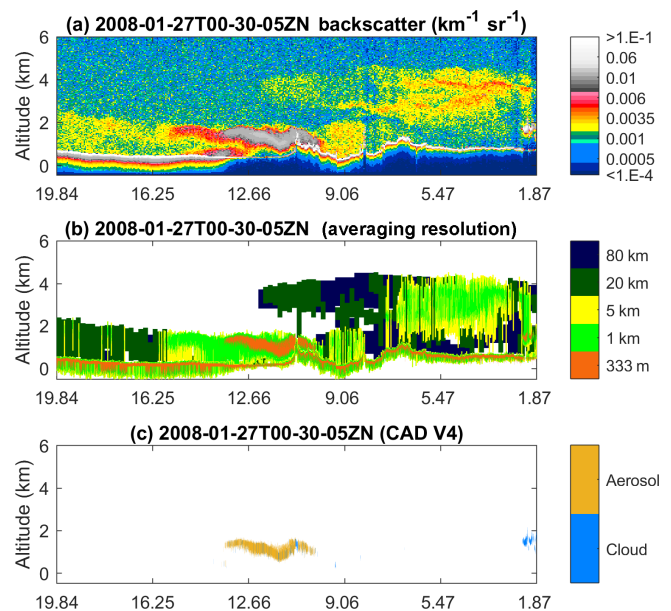 (a) 2008-01-27T00-30-05ZN backscatter (km⁻¹ sr⁻¹)
Altitude (km)
6
4
2
0
19.84 16.25 12.66 9.06 5.47 1.87
>1.E-1
0.06
0.01
0.006
0.0035
0.001
0.0005
<1.E-4
(b) 2008-01-27T00-30-05ZN (averaging resolution)
Altitude (km)
6
4
2
0
19.84 16.25 12.66 9.06 5.47 1.87
80 km
20 km
5 km
1 km
333 m
(c) 2008-01-27T00-30-05ZN (CAD V4)
Altitude (km)
6
4
2
0
19.84 16.25 12.66 9.06 5.47 1.87
Aerosol
Cloud